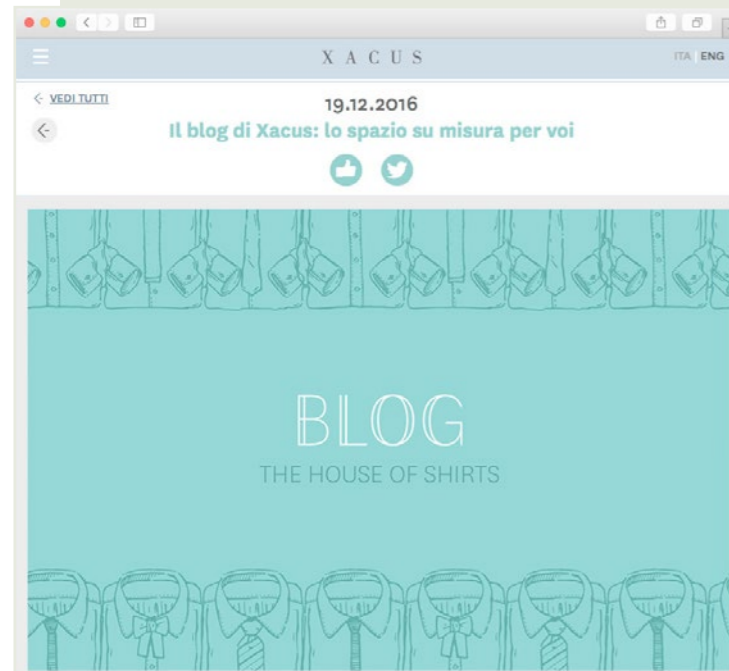 XACUS
ITA | ENG
VEDI TUTTI
19.12.2016
Il blog di Xacus: lo spazio su misura per voi
BLOG
THE HOUSE OF SHIRTS